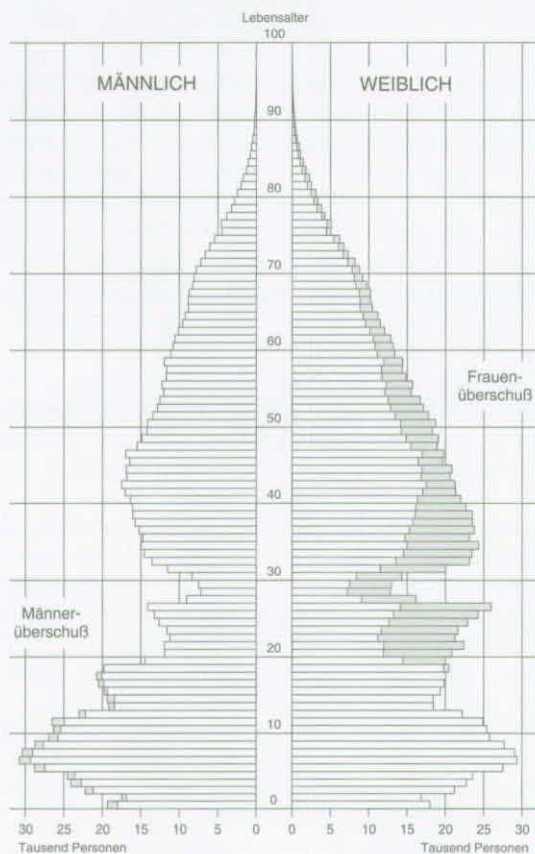 Lebensalter
100
MÄNNLICH
WEIBLICH
90
80
70
60
Frauen-
überschuß
50
40
30
Männer-
überschuß
20
10
0
30 25 20 15 10 5 0
0 5 10 15 20 25 30
Tausend Personen
Tausend Personen